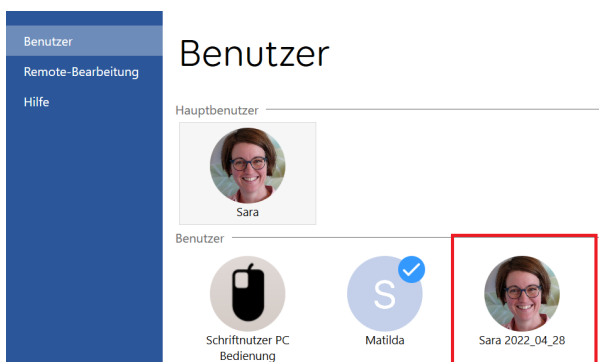 Benutzer
Remote-Bearbeitung
Hilfe
Benutzer
Hauptbenutzer
Sara
Benutzer
S
Schriftnutzer PC
Bedienung
Matilda
Sara 2022_04_28